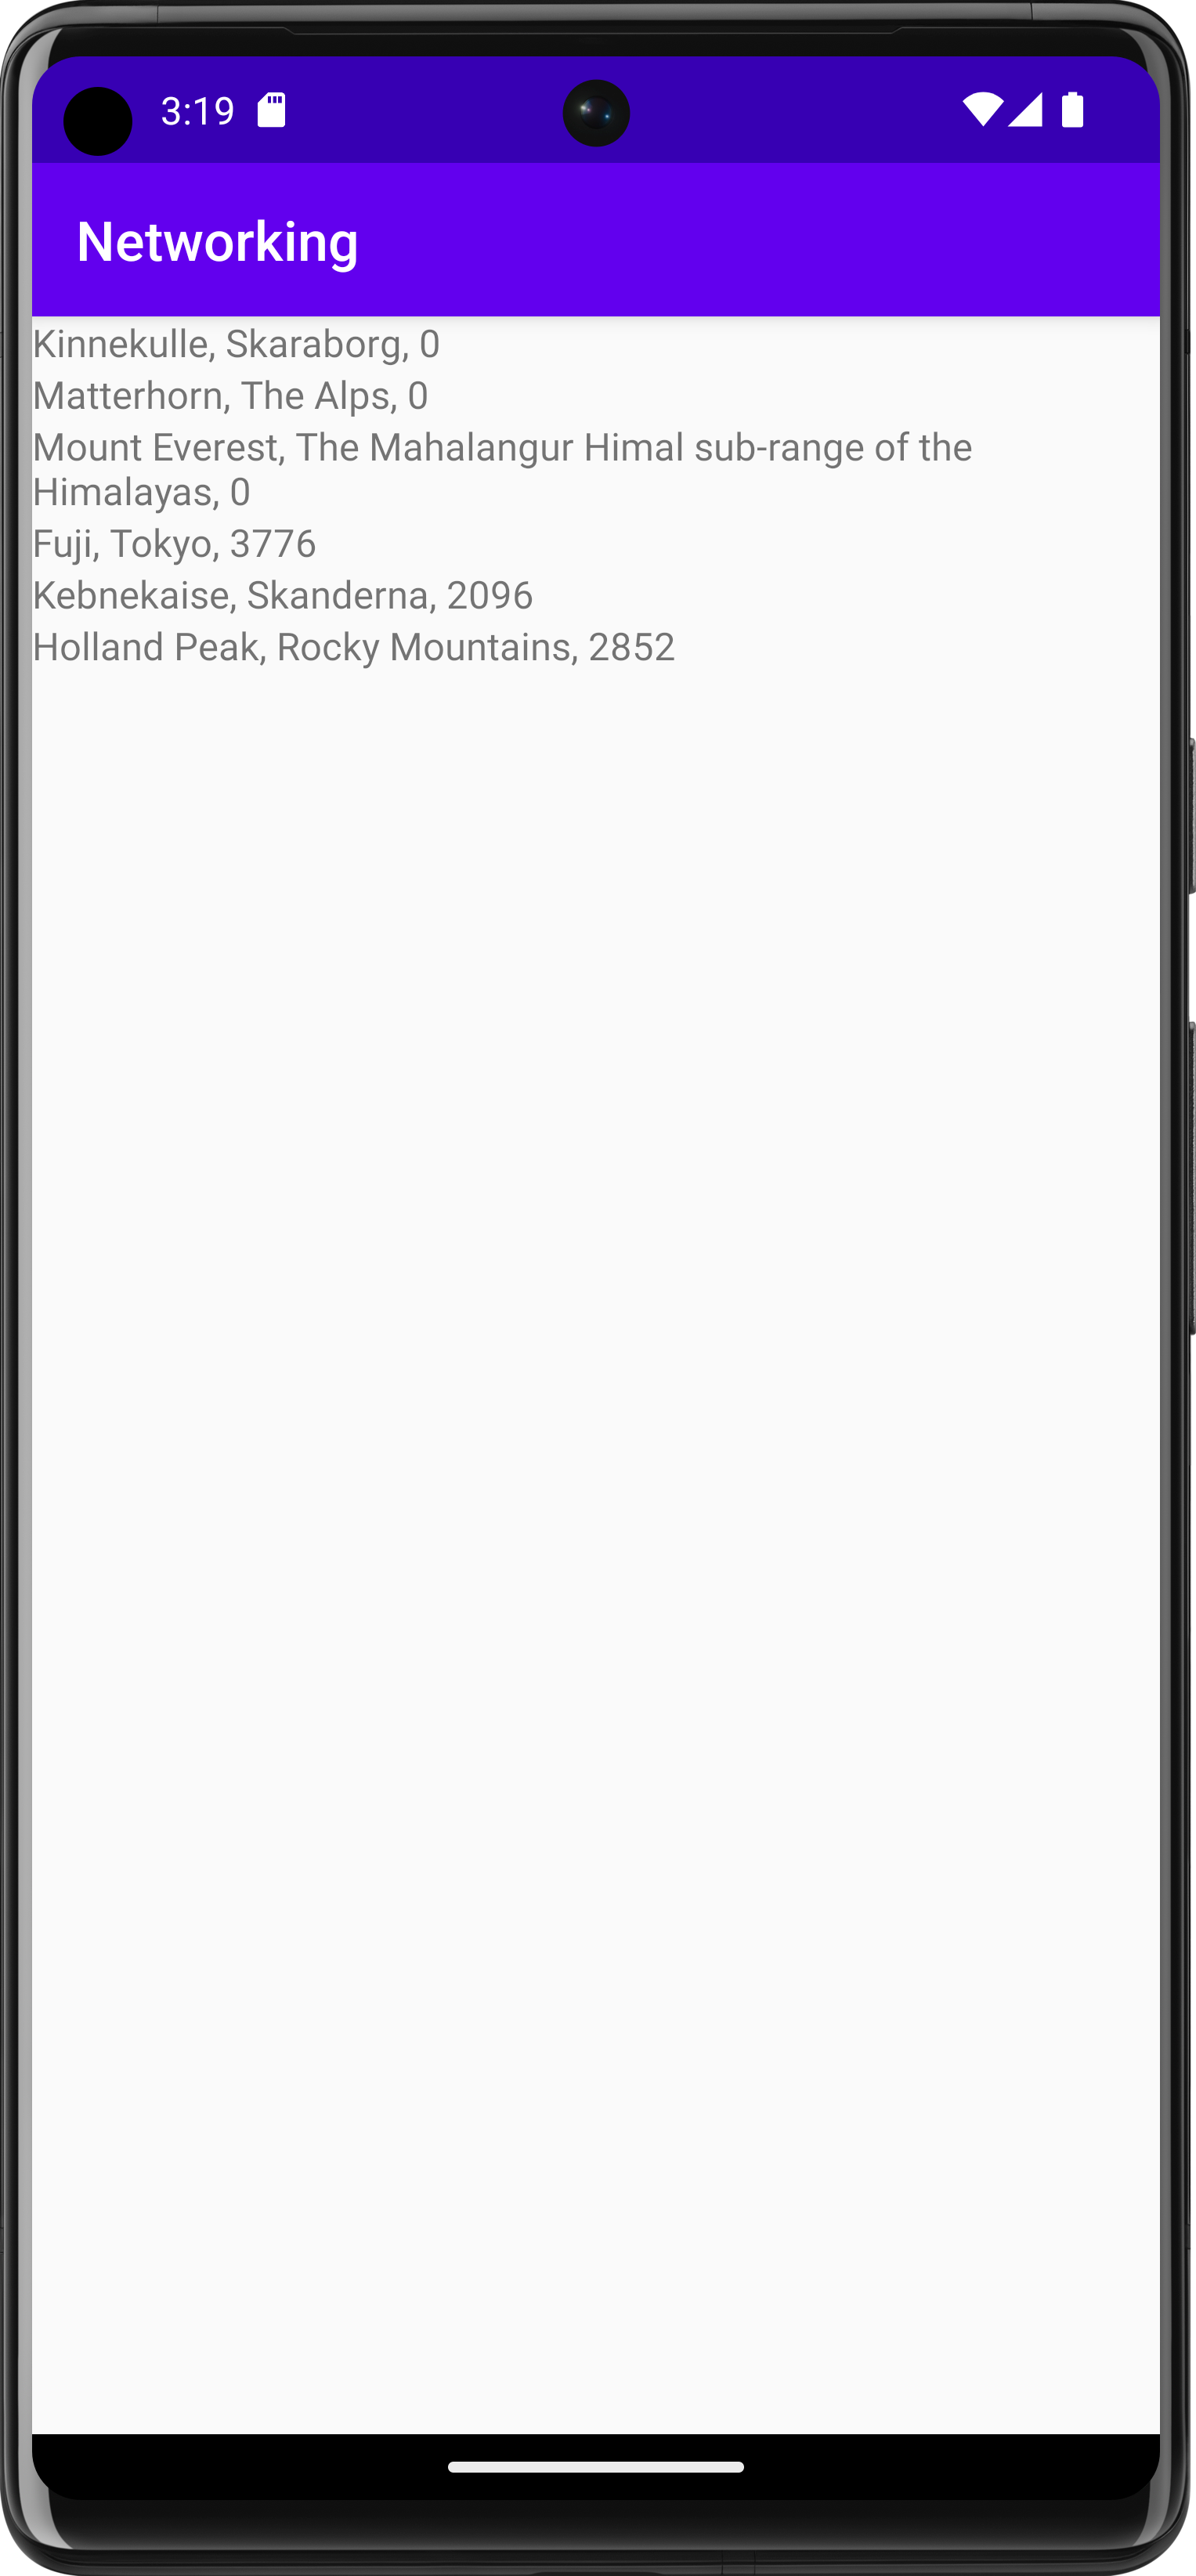 3:19
Networking
Kinnekulle, Skaraborg, 0
Matterhorn, The Alps, 0
Mount Everest, The Mahalangur Himal sub-range of the
Himalayas, 0
Fuji, Tokyo, 3776
Kebnekaise, Skanderna, 2096
Holland Peak, Rocky Mountains, 2852